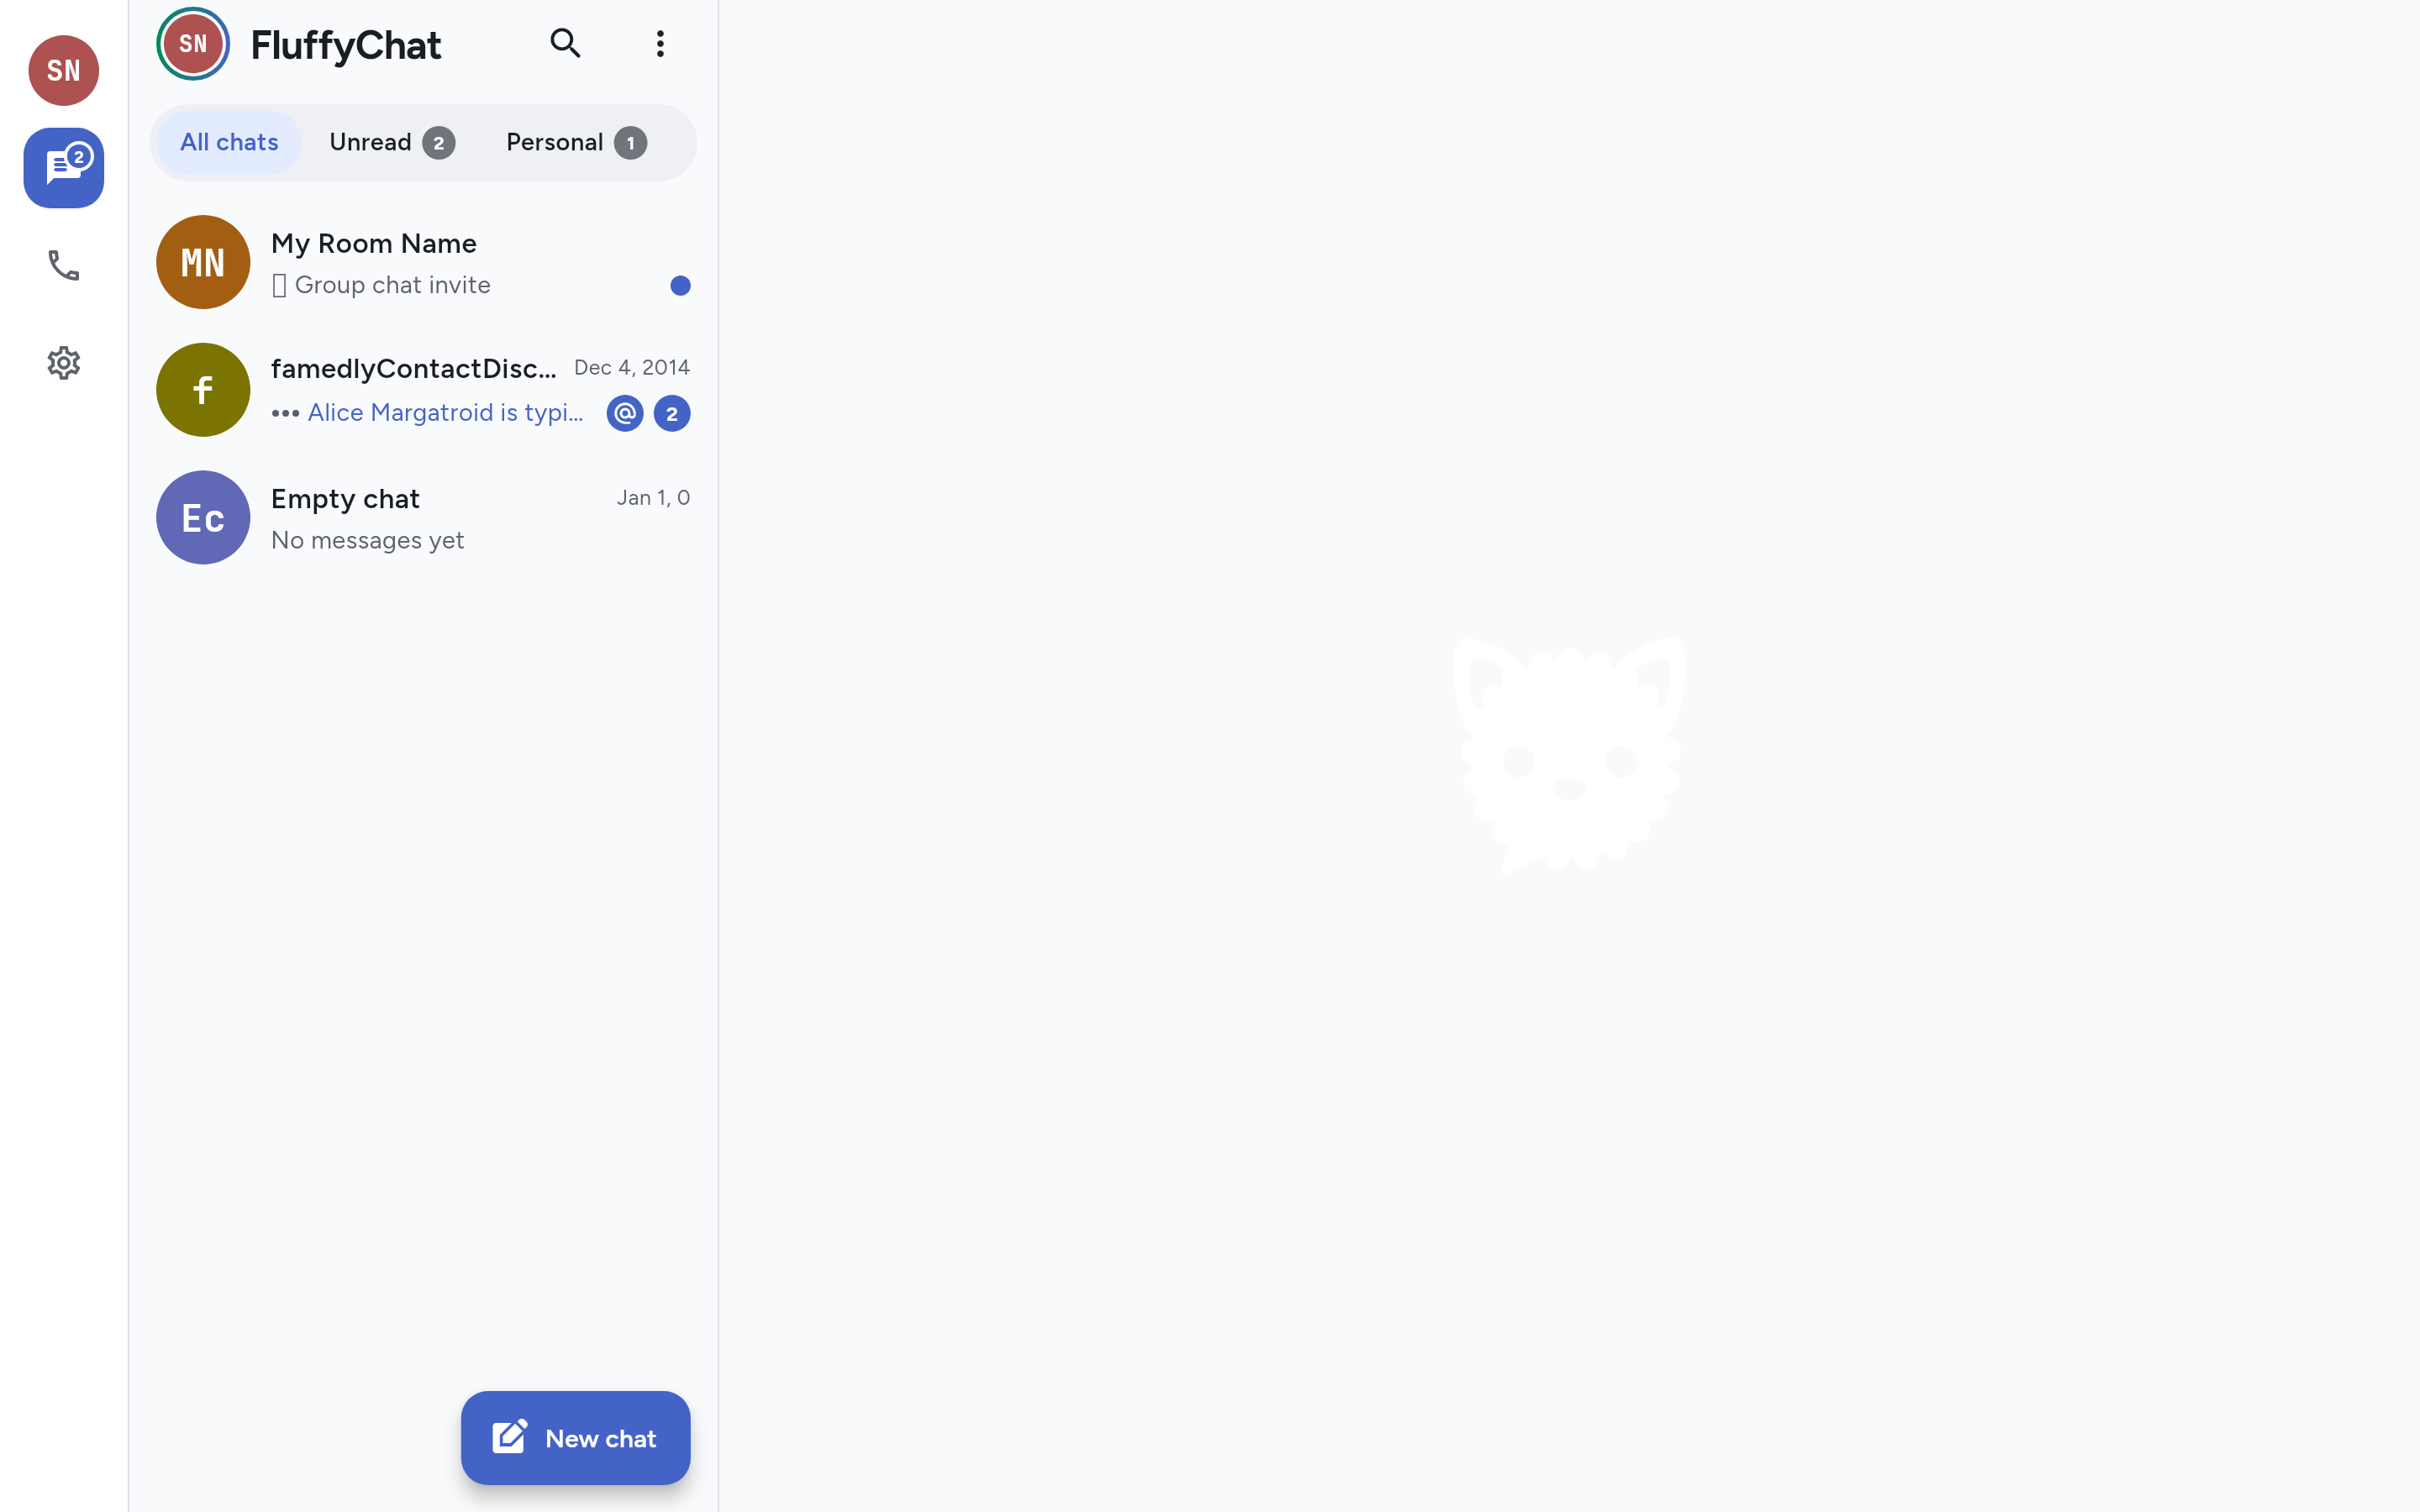 SN
2
SN
FluffyChat
All chats
Unread 2
Personal 1
MN
My Room Name
Group chat invite
f
famedlyContactDisc...
Dec 4, 2014
••• Alice Margatroid is typi...
@ 2
Ec
Empty chat
Jan 1, 0
No messages yet
New chat